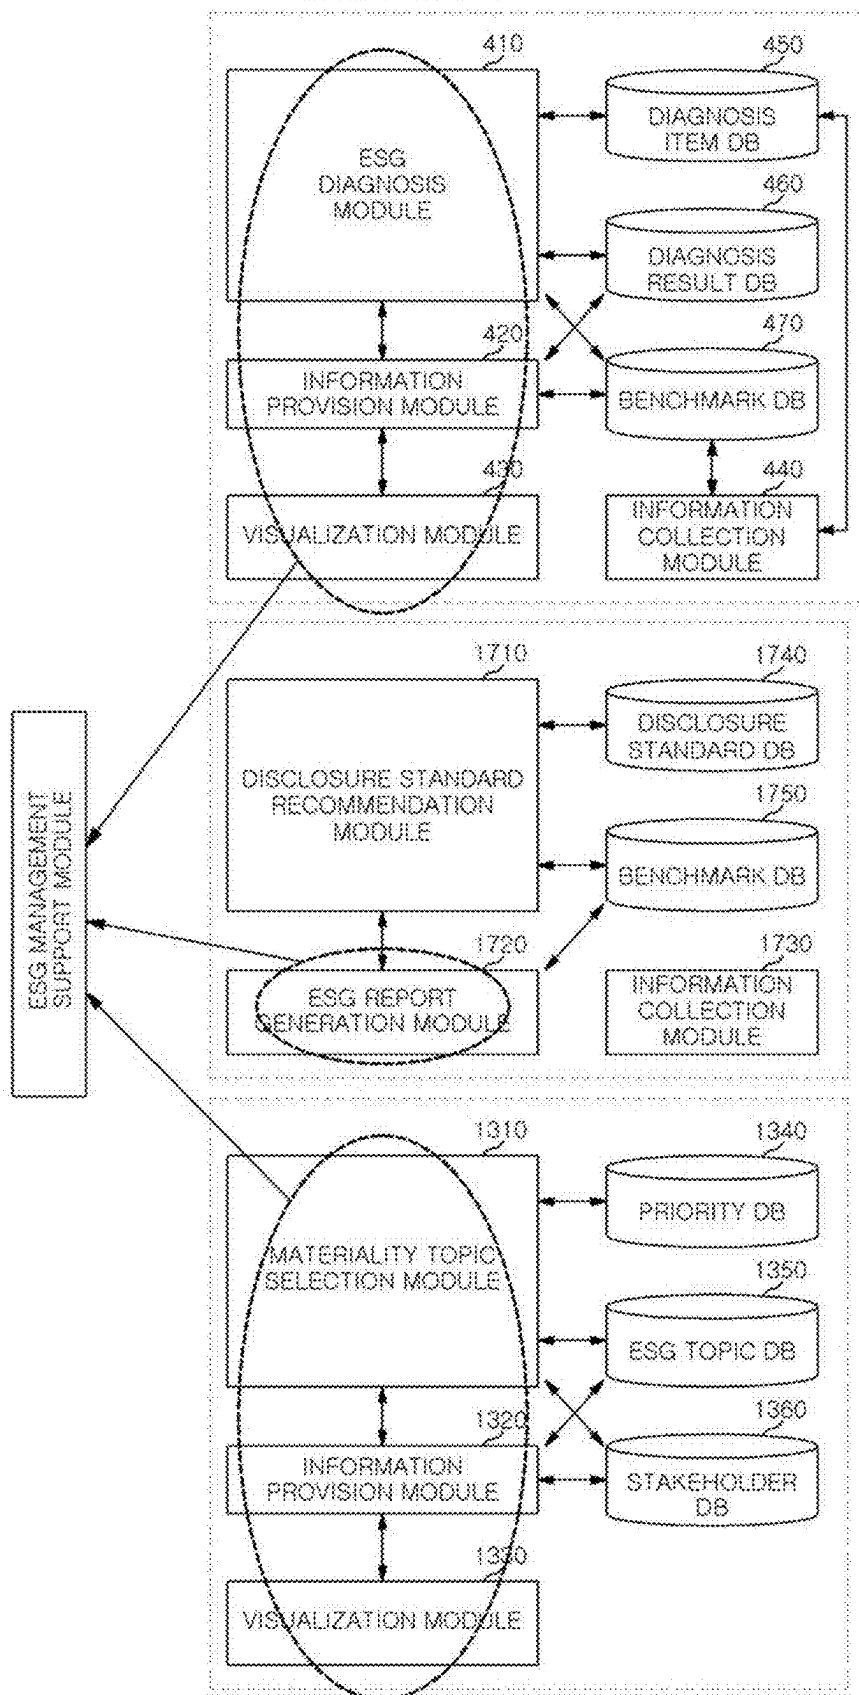 410
ESG
DIAGNOSIS
MODULE
450
DIAGNOSIS
ITEM DB
460
DIAGNOSIS
RESULT DB
420
INFORMATION
PROVISION MODULE
470
BENCHMARK DB
430
VISUALIZATION MODULE
440
INFORMATION
COLLECTION
MODULE
ESG MANAGEMENT
SUPPORT MODULE
1710
DISCLOSURE STANDARD
RECOMMENDATION
MODULE
1740
DISCLOSURE
STANDARD DB
1750
BENCHMARK DB
1720
ESG REPORT
GENERATION MODULE
1730
INFORMATION
COLLECTION
MODULE
1310
MATERIALITY TOPIC
SELECTION MODULE
1340
PRIORITY DB
1350
ESG TOPIC DB
1320
INFORMATION
PROVISION MODULE
1360
STAKEHOLDER
DB
1330
VISUALIZATION MODULE